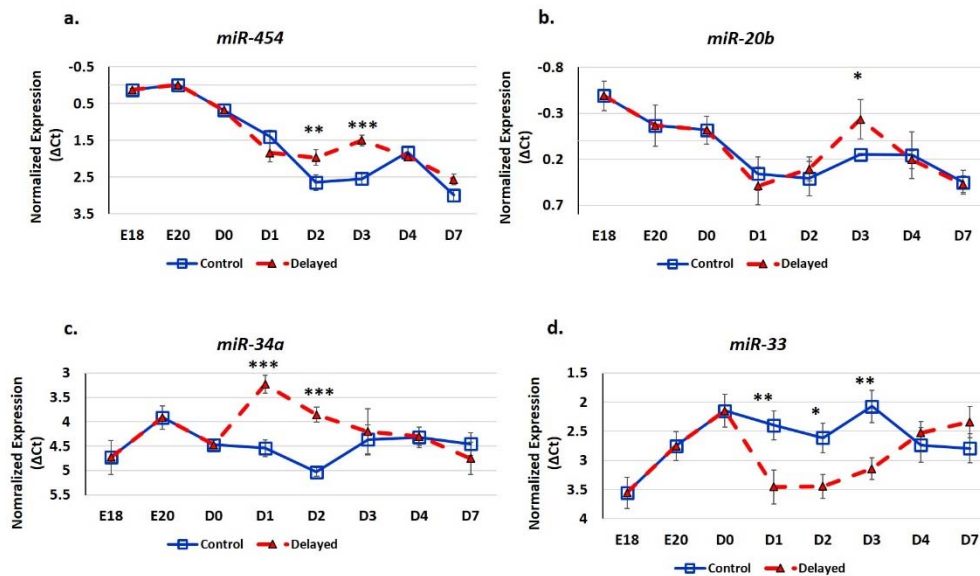 a.
miR-454
Normalized Expression
(ΔCt)
-0.5
0.5
1.5
2.5
3.5
**
***
E18 E20 D0 D1 D2 D3 D4 D7
Control Delayed
b.
miR-20b
Normalized Expression
(ΔCt)
-0.8
-0.3
0.2
0.7
*
E18 E20 D0 D1 D2 D3 D4 D7
Control Delayed
c.
miR-34a
Normalized Expression
(ΔCt)
3
3.5
4
4.5
5
5.5
***
***
E18 E20 D0 D1 D2 D3 D4 D7
Control Delayed
d.
miR-33
Normalized Expression
(ΔCt)
1.5
2
2.5
3
3.5
4
**
*
**
E18 E20 D0 D1 D2 D3 D4 D7
Control Delayed